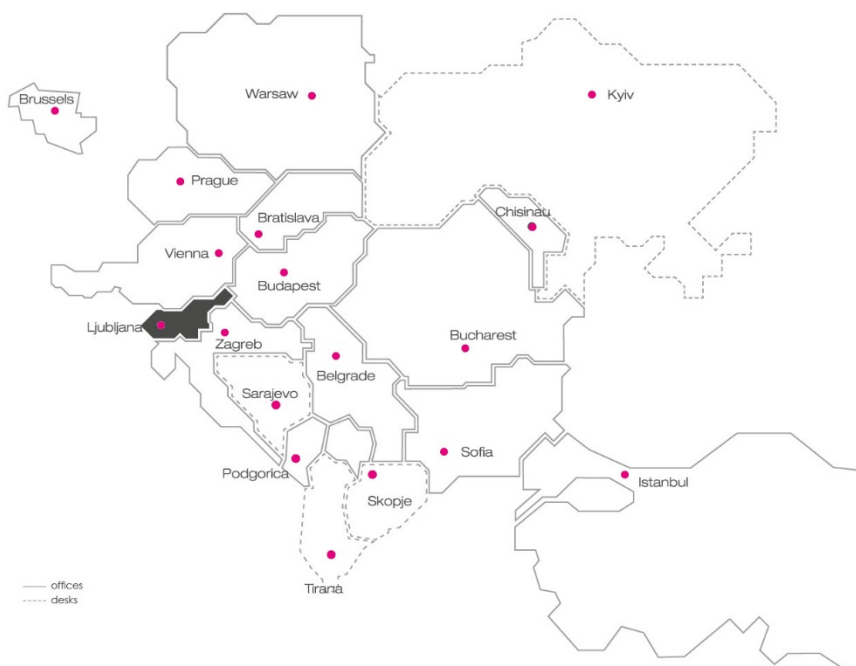 Warsaw
Kyiv
Brussels
Prague
Bratislava
Chisinau
Vienna
Budapest
Ljubljana
Zagreb
Bucharest
Belgrade
Sarajevo
Sofia
Podgorica
Skopje
Istanbul
Tirana
offices
desks